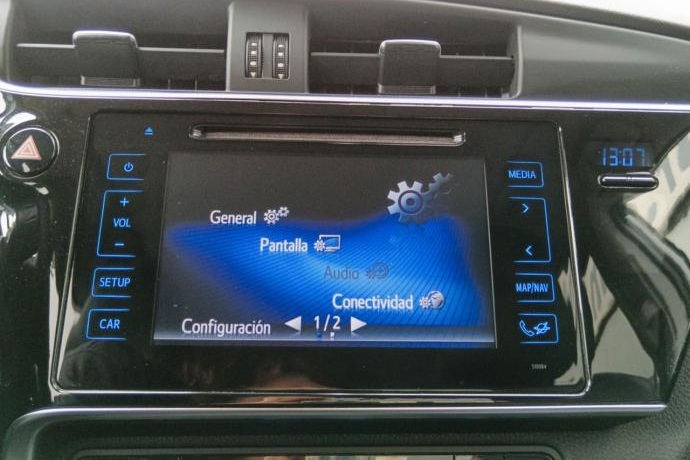 13:07
MEDIA
+
VOL
−
SETUP
CAR
General
Pantalla
Audio
Conectividad
Configuración 1/2
MAP/NAV